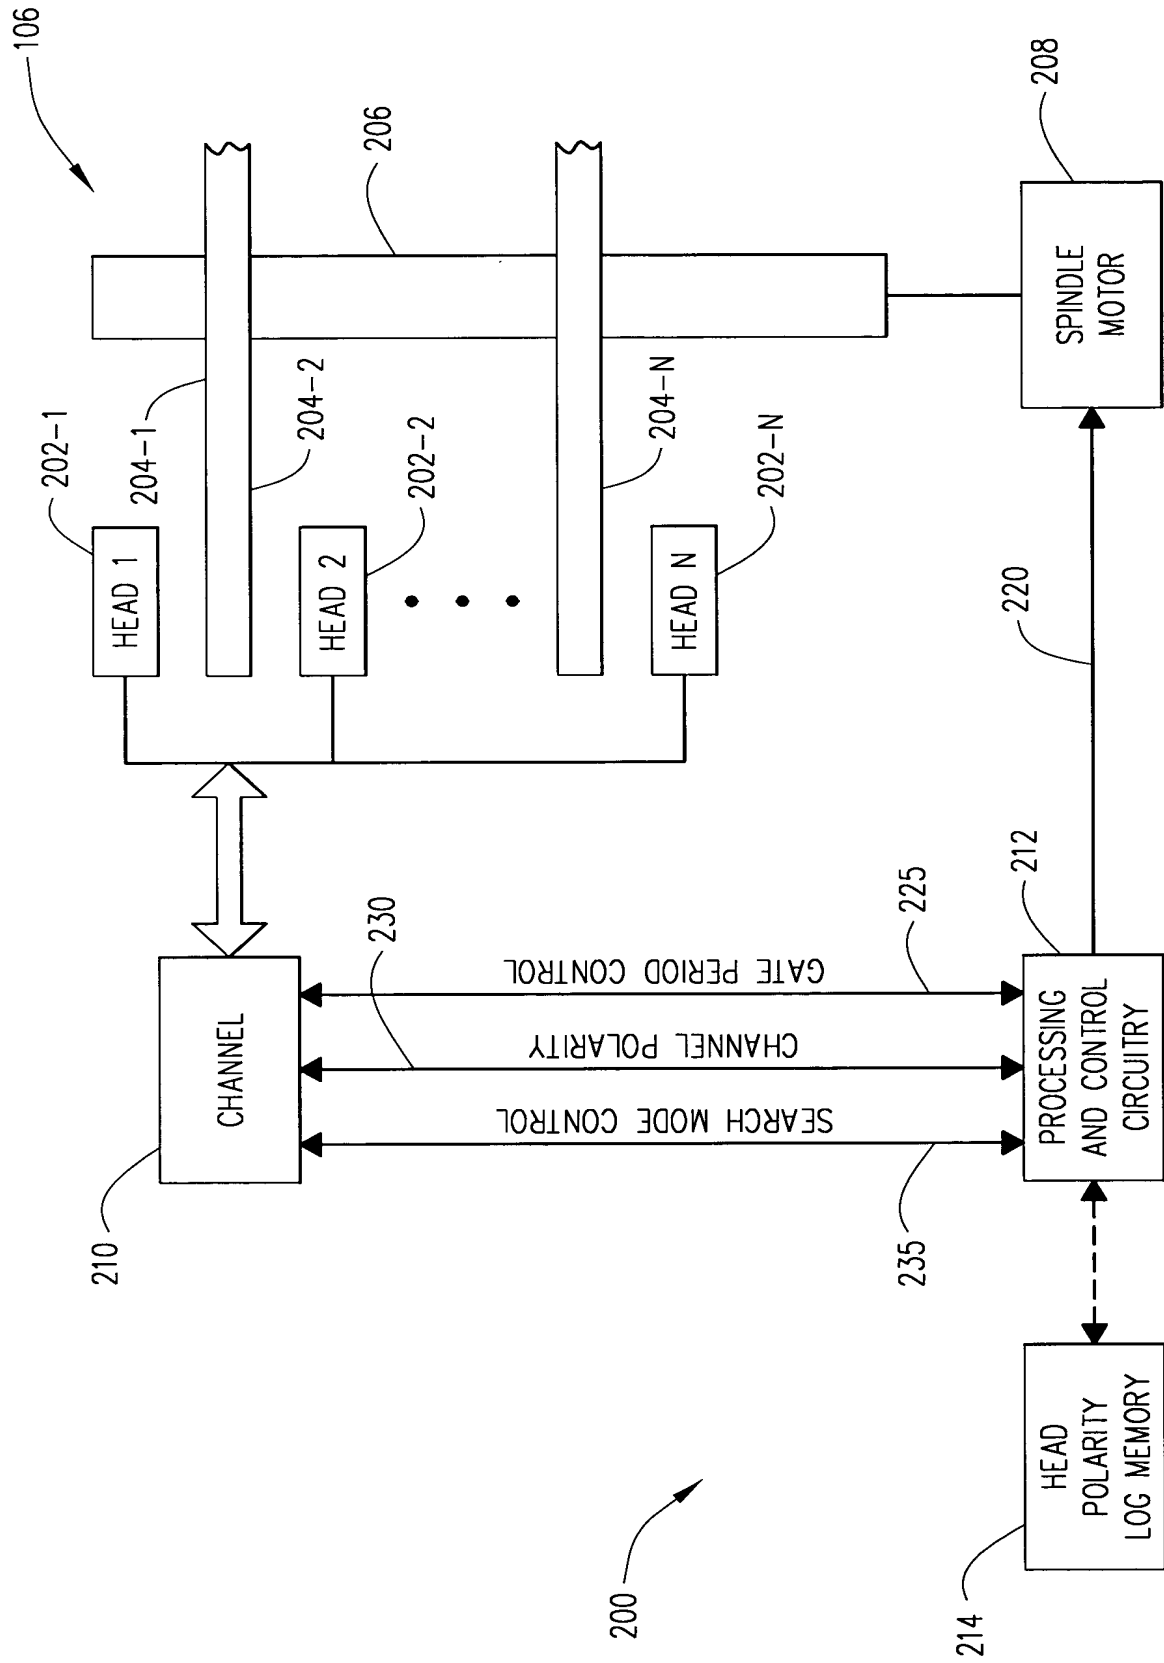 106
202-1
204-1
HEAD 1
204-2
206
HEAD 2
202-2
204-N
HEAD N
202-N
210
CHANNEL
230
SEARCH MODE CONTROL
CHANNEL POLARITY
GATE PERIOD CONTROL
235
225
212
220
208
200
214
HEAD
POLARITY
LOG MEMORY
PROCESSING
AND CONTROL
CIRCUITRY
SPINDLE
MOTOR